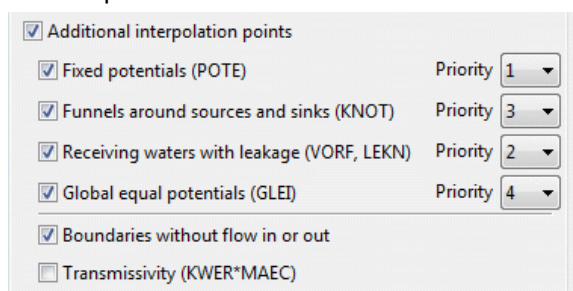 Additional interpolation points
Fixed potentials (POTE) Priority 1
Funnels around sources and sinks (KNOT) Priority 3
Receiving waters with leakage (VORF, LEKN) Priority 2
Global equal potentials (GLEI) Priority 4
Boundaries without flow in or out
Transmissivity (KWER*MAEC)